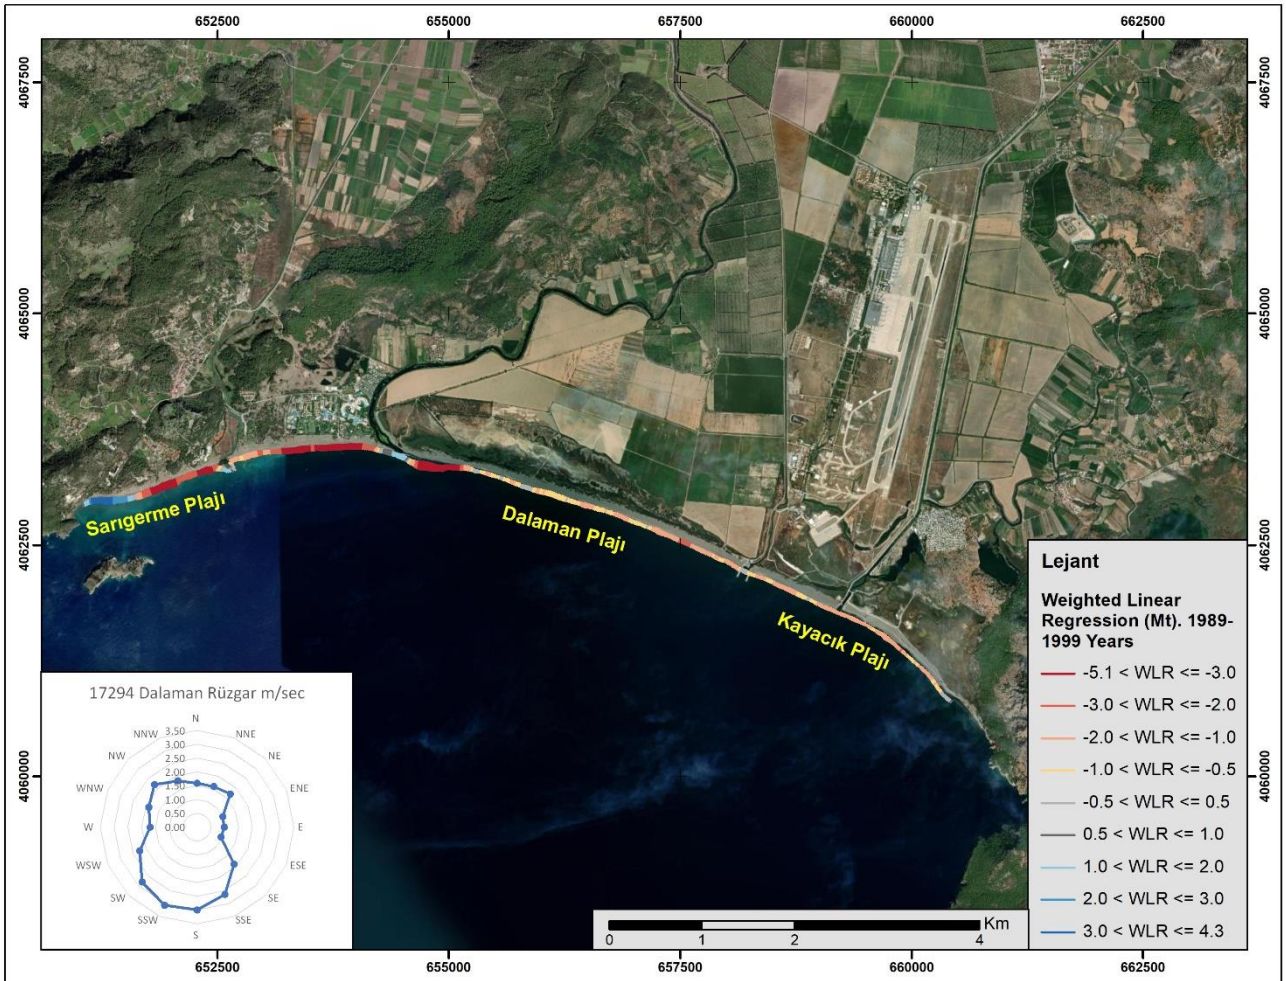 652500
655000
657500
660000
662500
4067500
4067500
4065000
4065000
4062500
4062500
4060000
4060000
Sarıgerme Plajı
Dalaman Plajı
Kayacık Plajı
17294 Dalaman Rüzgar m/sec
N
NNE
NE
ENE
E
ESE
SE
SSE
S
SSW
SW
WSW
W
WNW
NW
NNW
3.50
3.00
2.50
2.00
1.50
1.00
0.50
0.00
Lejant
Weighted Linear
Regression (Mt). 1989-
1999 Years
-5.1 < WLR <= -3.0
-3.0 < WLR <= -2.0
-2.0 < WLR <= -1.0
-1.0 < WLR <= -0.5
-0.5 < WLR <= 0.5
0.5 < WLR <= 1.0
1.0 < WLR <= 2.0
2.0 < WLR <= 3.0
3.0 < WLR <= 4.3
Km
0 1 2 4
652500
655000
657500
660000
662500